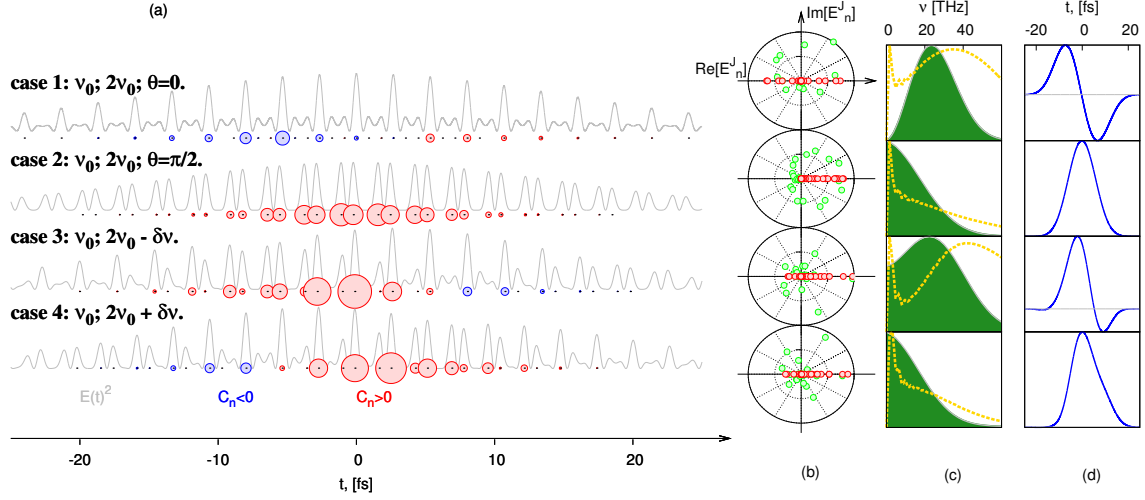 (a)
case 1: ν₀; 2ν₀; θ=0.
case 2: ν₀; 2ν₀; θ=π/2.
case 3: ν₀; 2ν₀ - δν.
case 4: ν₀; 2ν₀ + δν.
E(t)²
Cₙ<0
Cₙ>0
-20 -10 0 10 20
t, [fs]
Im[E^J_n]
Re[E^J_n]
(b)
ν [THz]
0 20 40
(c)
t, [fs]
-20 0 20
(d)